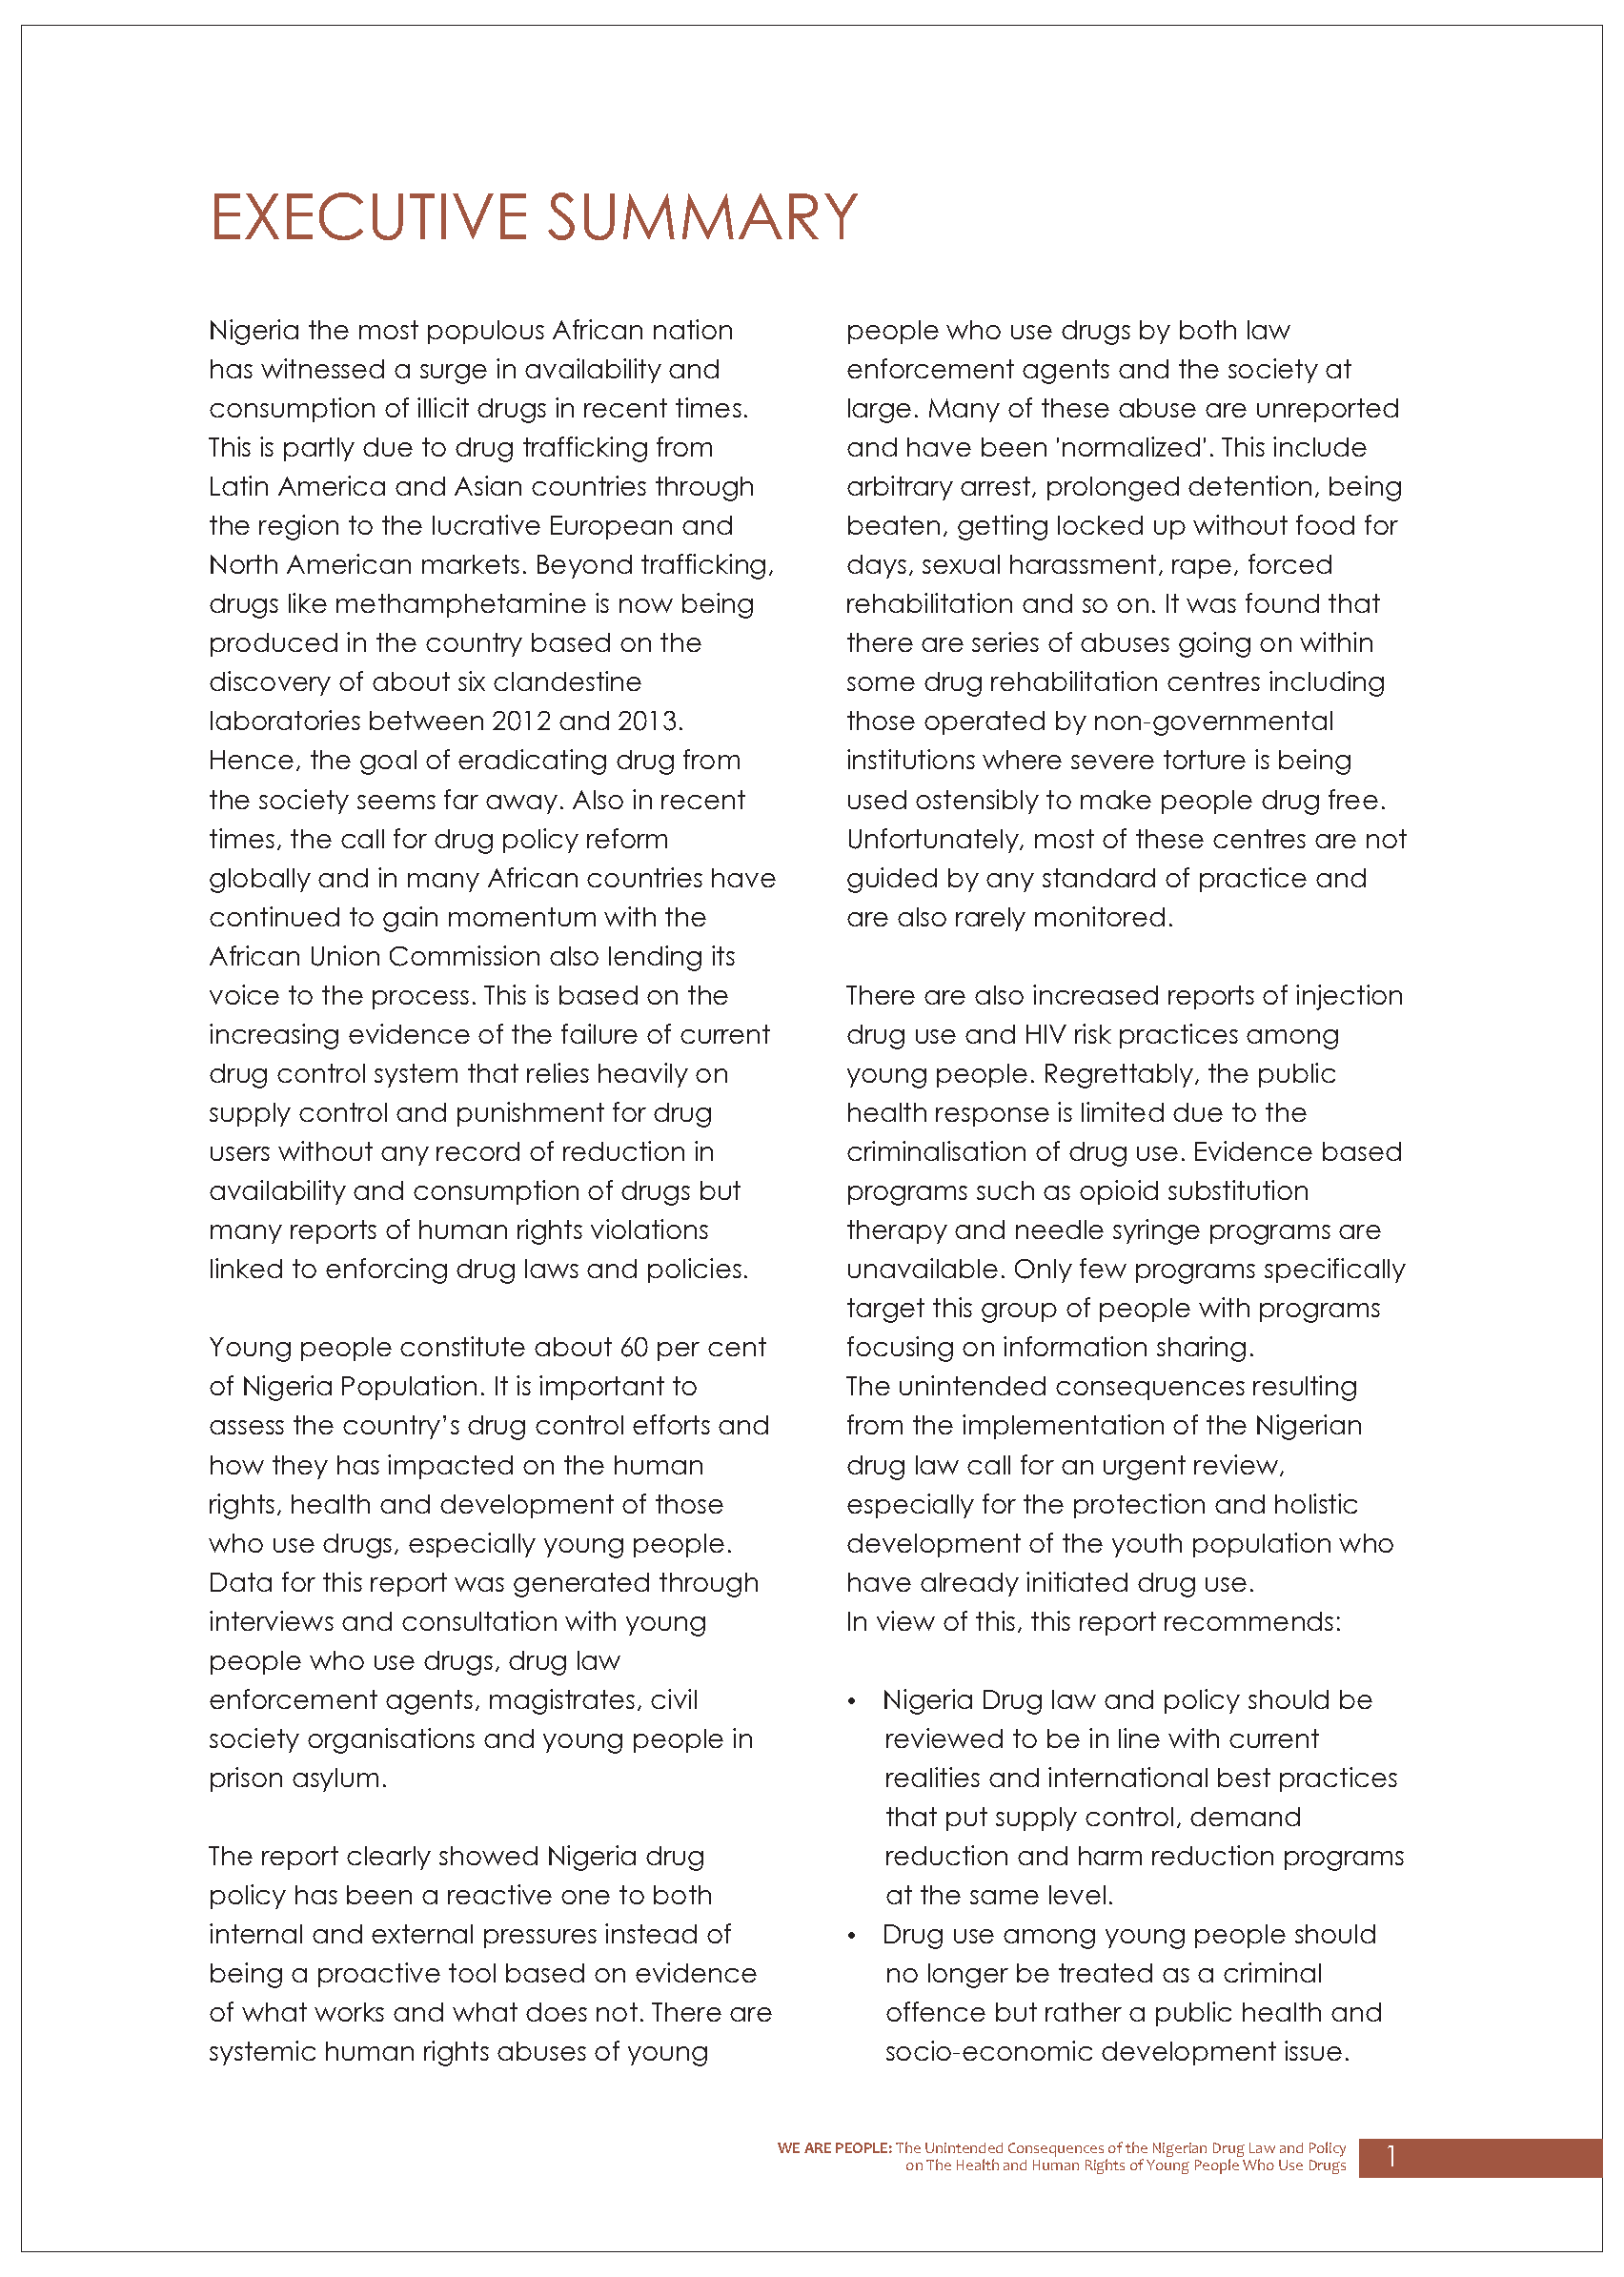 EXECUTIVE SUMMARY
Nigeria the most populous African nation
has witnessed a surge in availability and
consumption of illicit drugs in recent times.
This is partly due to drug trafficking from
Latin America and Asian countries through
the region to the lucrative European and
North American markets. Beyond trafficking,
drugs like methamphetamine is now being
produced in the country based on the
discovery of about six clandestine
laboratories between 2012 and 2013.
Hence, the goal of eradicating drug from
the society seems far away. Also in recent
times, the call for drug policy reform
globally and in many African countries have
continued to gain momentum with the
African Union Commission also lending its
voice to the process. This is based on the
increasing evidence of the failure of current
drug control system that relies heavily on
supply control and punishment for drug
users without any record of reduction in
availability and consumption of drugs but
many reports of human rights violations
linked to enforcing drug laws and policies.
Young people constitute about 60 per cent
of Nigeria Population. It is important to
assess the country’s drug control efforts and
how they has impacted on the human
rights, health and development of those
who use drugs, especially young people.
Data for this report was generated through
interviews and consultation with young
people who use drugs, drug law
enforcement agents, magistrates, civil
society organisations and young people in
prison asylum.
The report clearly showed Nigeria drug
policy has been a reactive one to both
internal and external pressures instead of
being a proactive tool based on evidence
of what works and what does not. There are
systemic human rights abuses of young
people who use drugs by both law
enforcement agents and the society at
large. Many of these abuse are unreported
and have been 'normalized'. This include
arbitrary arrest, prolonged detention, being
beaten, getting locked up without food for
days, sexual harassment, rape, forced
rehabilitation and so on. It was found that
there are series of abuses going on within
some drug rehabilitation centres including
those operated by non-governmental
institutions where severe torture is being
used ostensibly to make people drug free.
Unfortunately, most of these centres are not
guided by any standard of practice and
are also rarely monitored.
There are also increased reports of injection
drug use and HIV risk practices among
young people. Regrettably, the public
health response is limited due to the
criminalisation of drug use. Evidence based
programs such as opioid substitution
therapy and needle syringe programs are
unavailable. Only few programs specifically
target this group of people with programs
focusing on information sharing.
The unintended consequences resulting
from the implementation of the Nigerian
drug law call for an urgent review,
especially for the protection and holistic
development of the youth population who
have already initiated drug use.
In view of this, this report recommends:
• Nigeria Drug law and policy should be
reviewed to be in line with current
realities and international best practices
that put supply control, demand
reduction and harm reduction programs
at the same level.
• Drug use among young people should
no longer be treated as a criminal
offence but rather a public health and
socio-economic development issue.
WE ARE PEOPLE: The Unintended Consequences of the Nigerian Drug Law and Policy
on The Health and Human Rights of Young People Who Use Drugs
1